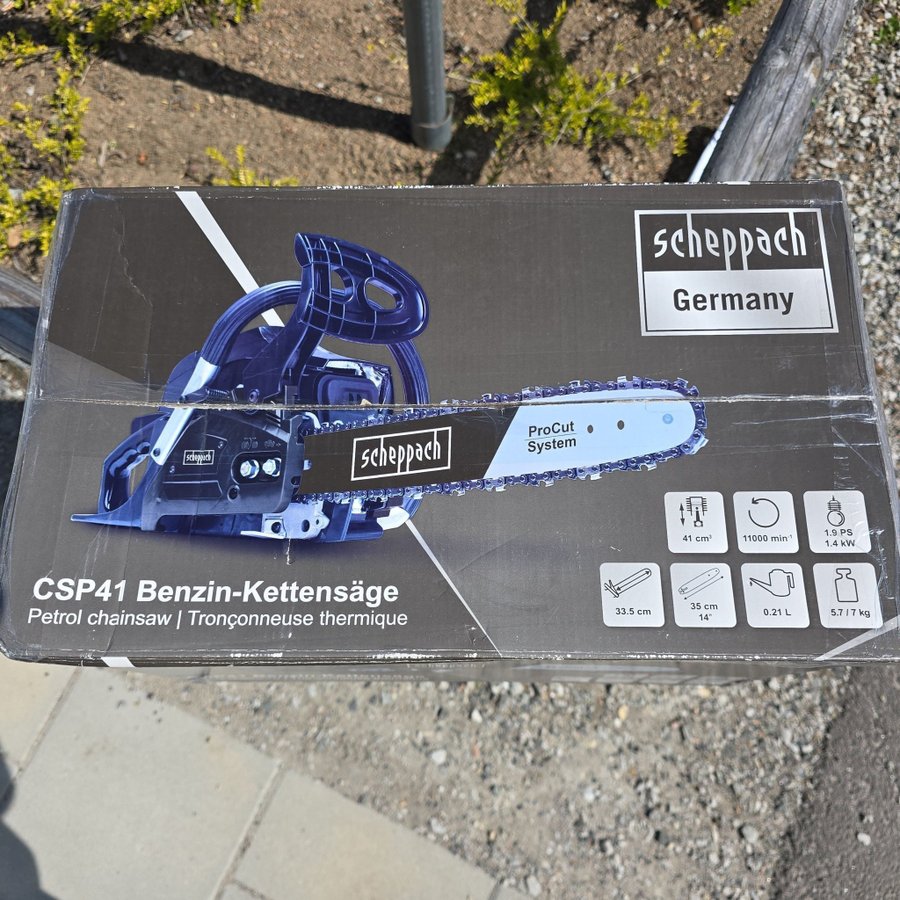 scheppach
Germany
ProCut
System
scheppach
scheppach
41 cm³
11000 min⁻¹
1.9 PS
1.4 kW
CSP41 Benzin-Kettensäge
Petrol chainsaw | Tronçonneuse thermique
33.5 cm
35 cm
14"
0.21 L
5.7 / 7 kg